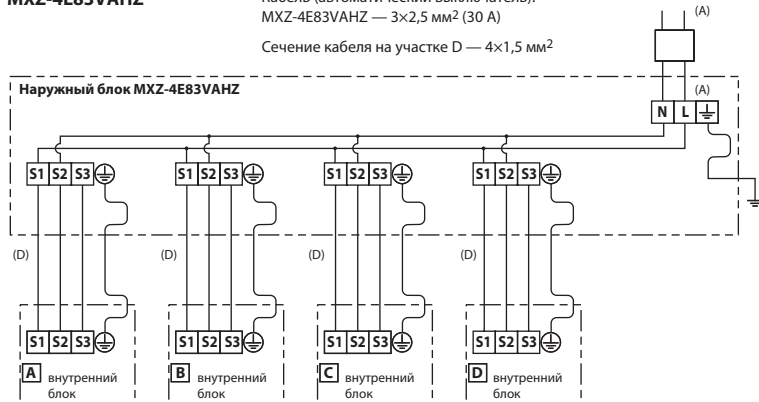 MXZ-4E83VAHZ
Кабель (автоматический выключатель):
MXZ-4E83VAHZ — 3×2,5 мм² (30 А)
Сечение кабеля на участке D — 4×1,5 мм²
(A)
Наружный блок MXZ-4E83VAHZ
(A)
N L
S1 S2 S3 S1 S2 S3 S1 S2 S3 S1 S2 S3
(D) (D) (D) (D)
S1 S2 S3 S1 S2 S3 S1 S2 S3 S1 S2 S3
A внутренний блок
B внутренний блок
C внутренний блок
D внутренний блок